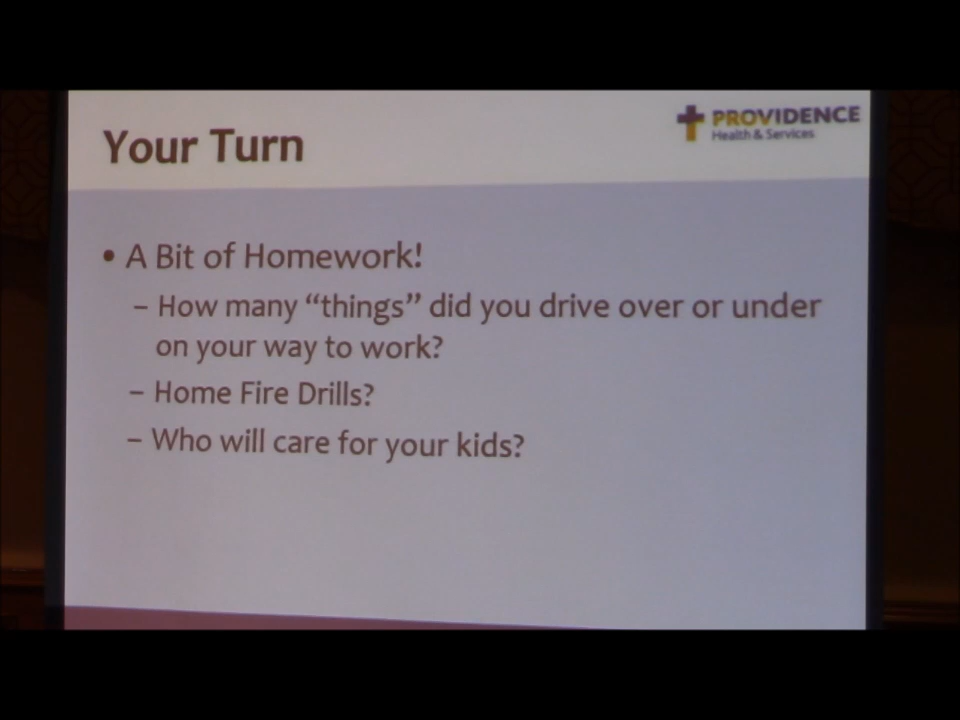 Your Turn
PROVIDENCE
Health & Services
• A Bit of Homework!
– How many “things” did you drive over or under
on your way to work?
– Home Fire Drills?
– Who will care for your kids?